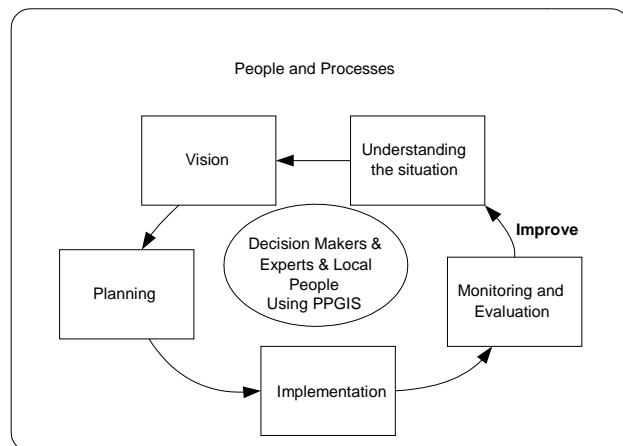 People and Processes
Vision
Understanding
the situation
Improve
Decision Makers &
Experts & Local
People
Using PPGIS
Planning
Monitoring and
Evaluation
Implementation